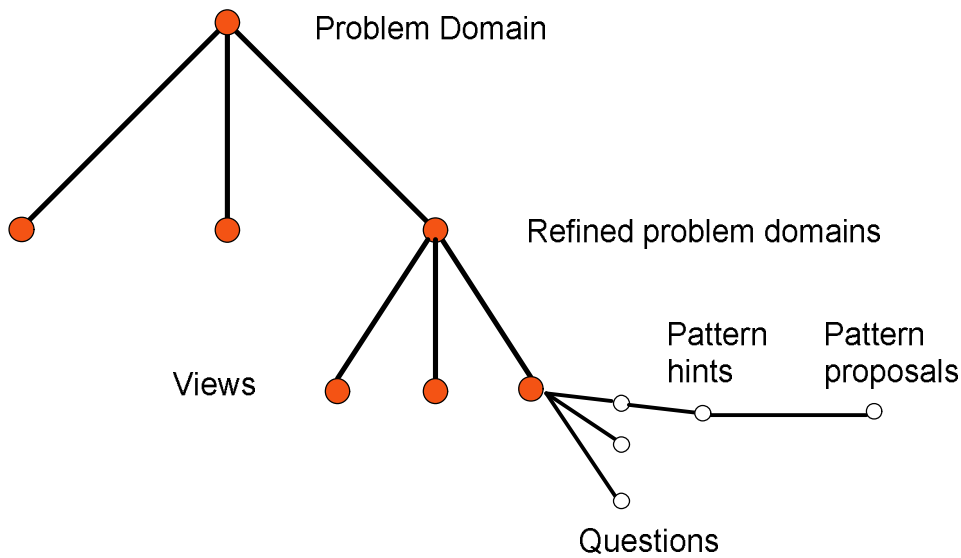 Problem Domain
Refined problem domains
Pattern
hints
Pattern
proposals
Views
Questions